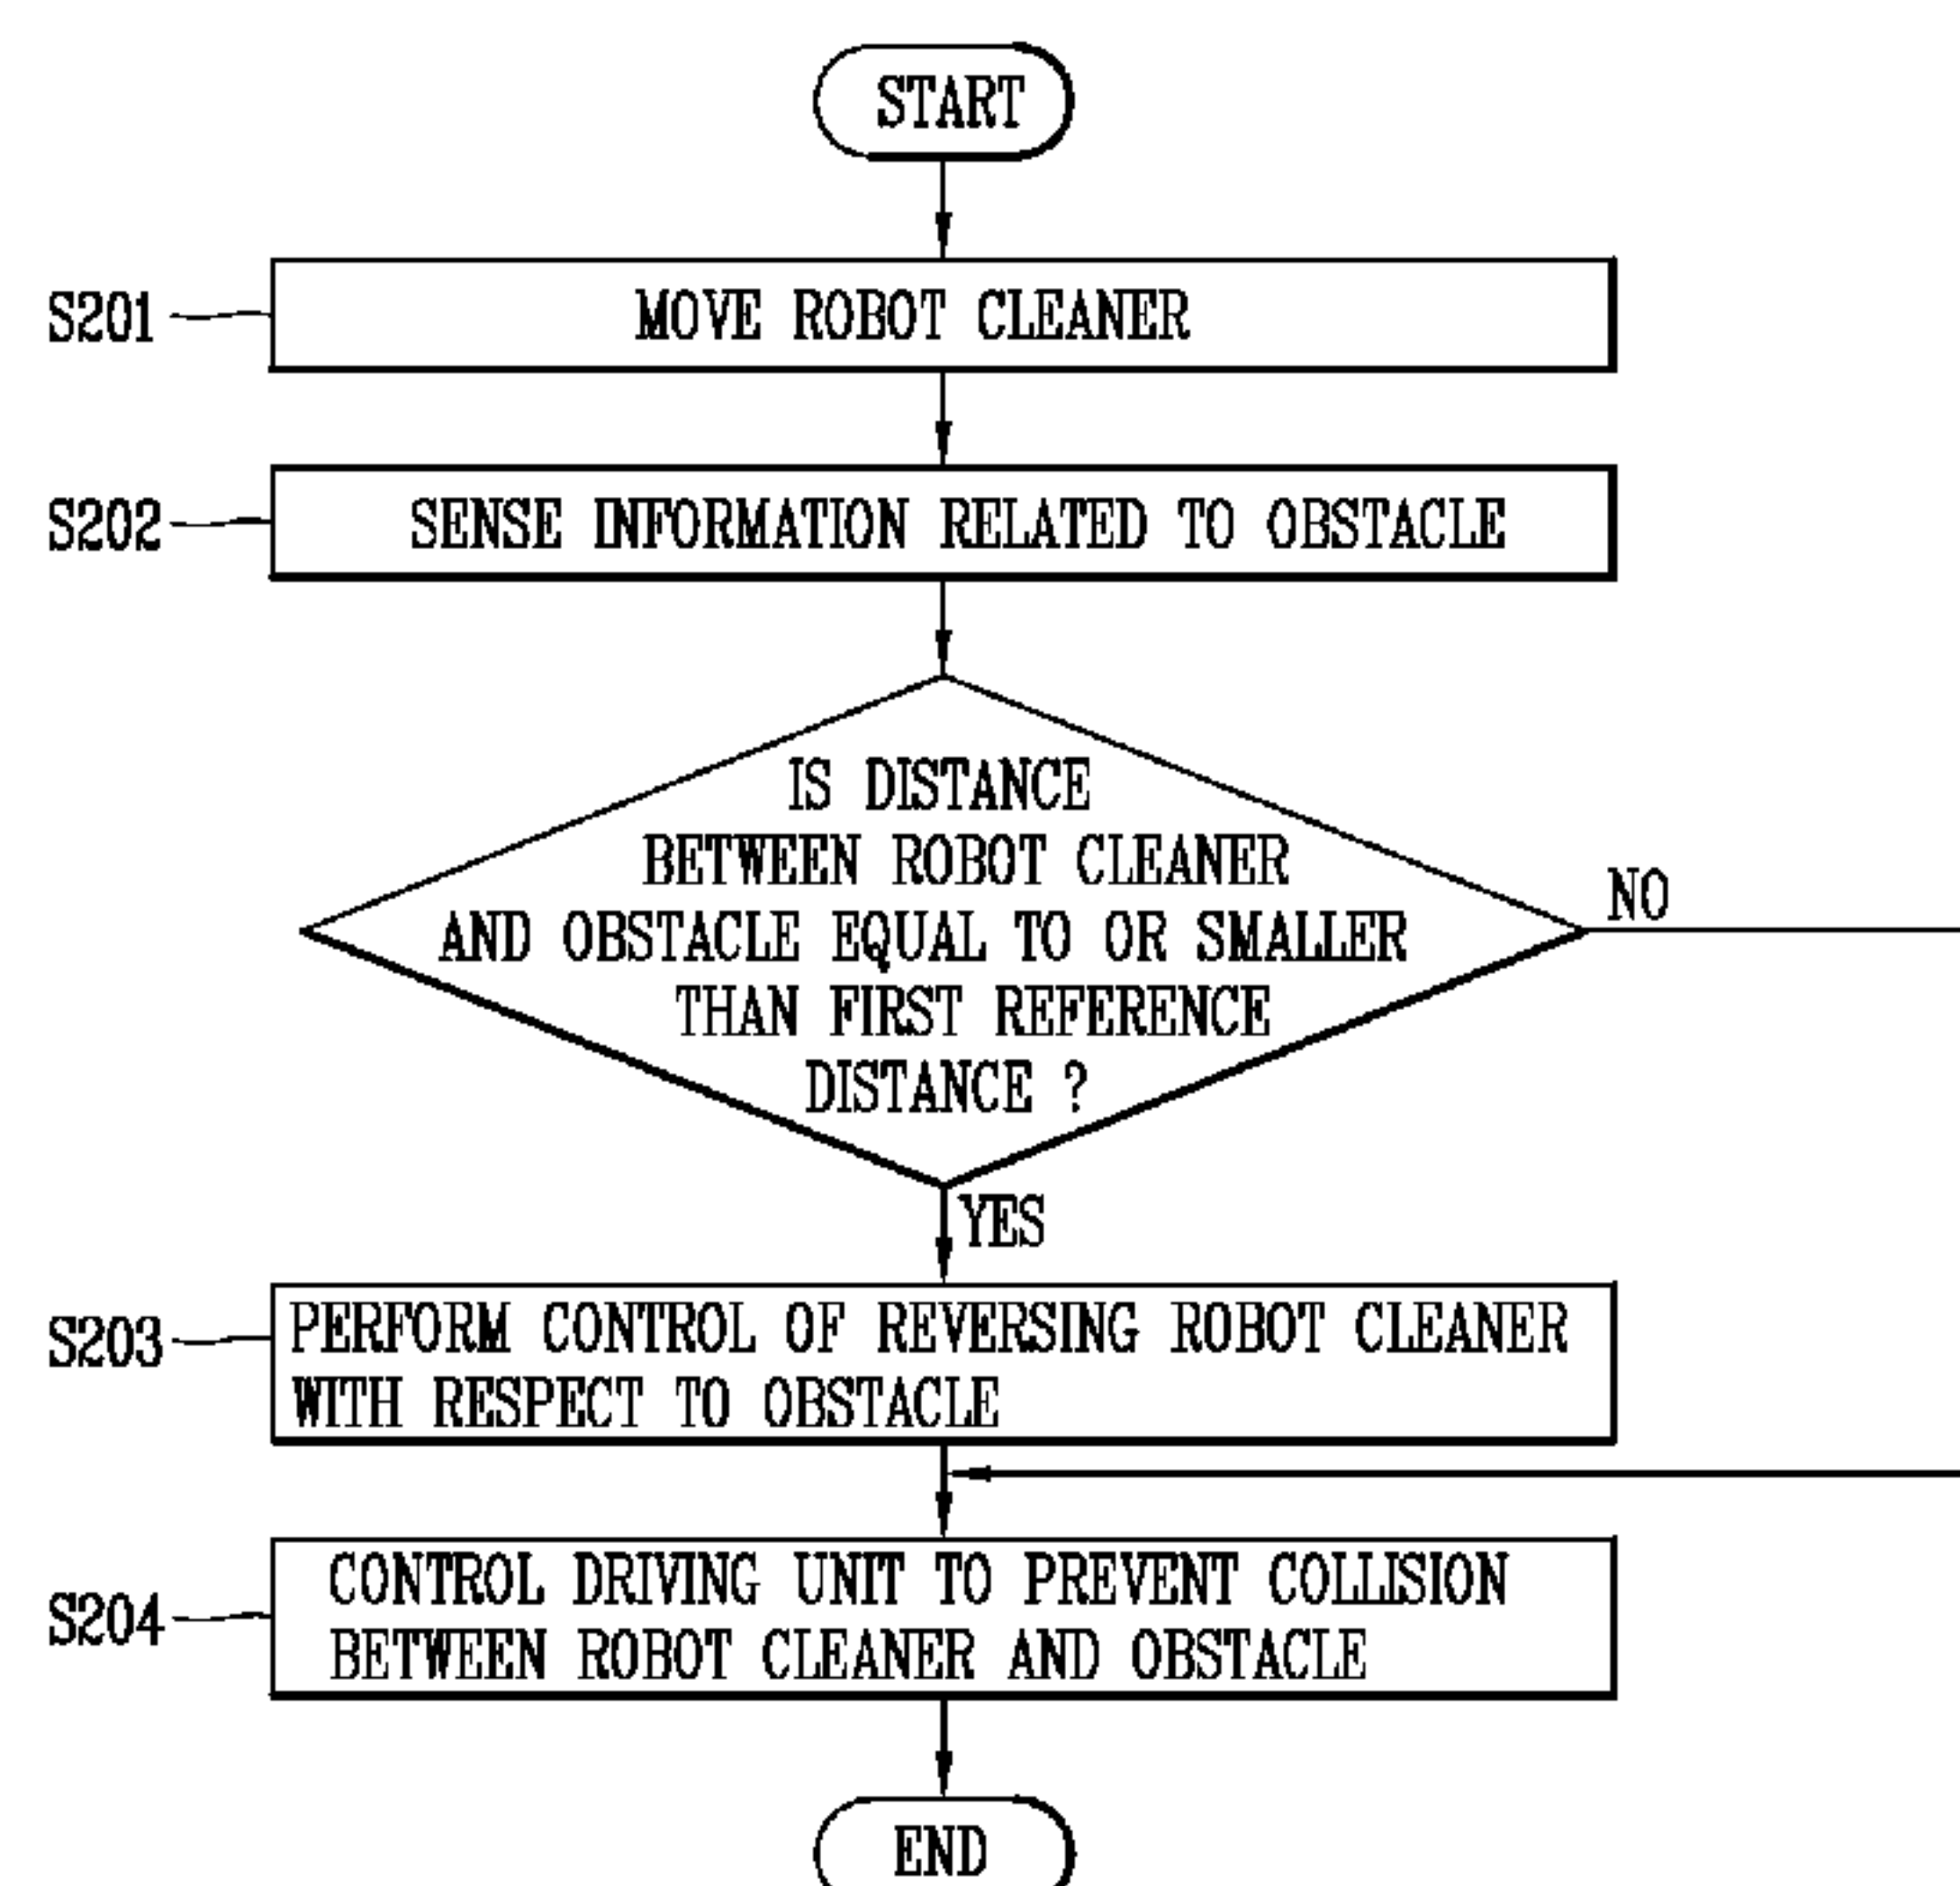 START
S201
MOVE ROBOT CLEANER
S202
SENSE INFORMATION RELATED TO OBSTACLE
IS DISTANCE
BETWEEN ROBOT CLEANER
AND OBSTACLE EQUAL TO OR SMALLER
THAN FIRST REFERENCE
DISTANCE ?
NO
YES
S203
PERFORM CONTROL OF REVERSING ROBOT CLEANER
WITH RESPECT TO OBSTACLE
S204
CONTROL DRIVING UNIT TO PREVENT COLLISION
BETWEEN ROBOT CLEANER AND OBSTACLE
END